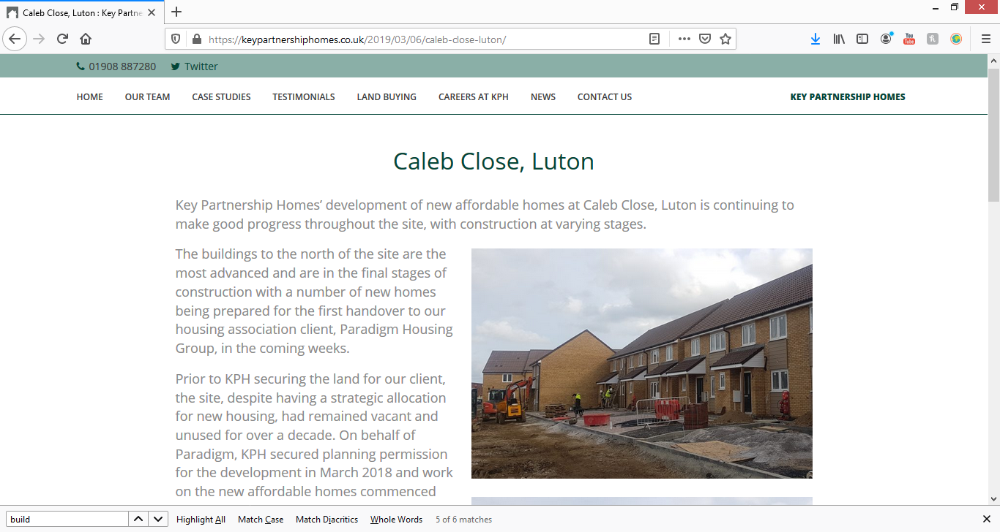 Caleb Close, Luton : Key Partne
https://keypartnershiphomes.co.uk/2019/03/06/caleb-close-luton/
01908 887280 Twitter
HOME OUR TEAM CASE STUDIES TESTIMONIALS LAND BUYING CAREERS AT KPH NEWS CONTACT US KEY PARTNERSHIP HOMES
Caleb Close, Luton
Key Partnership Homes’ development of new affordable homes at Caleb Close, Luton is continuing to
make good progress throughout the site, with construction at varying stages.
The buildings to the north of the site are the
most advanced and are in the final stages of
construction with a number of new homes
being prepared for the first handover to our
housing association client, Paradigm Housing
Group, in the coming weeks.
Prior to KPH securing the land for our client,
the site, despite having a strategic allocation
for new housing, had remained vacant and
unused for over a decade. On behalf of
Paradigm, KPH secured planning permission
for the development in March 2018 and work
on the new affordable homes commenced
build Highlight All Match Case Match Diacritics Whole Words 5 of 6 matches